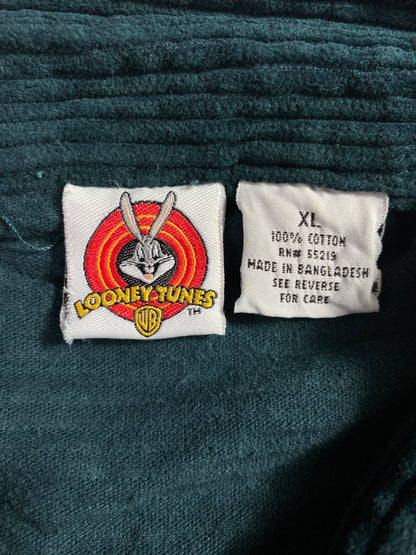 LOONEY TUNES
WB
TM
XL
100% COTTON
RN# 55219
MADE IN BANGLADESH
SEE REVERSE
FOR CARE